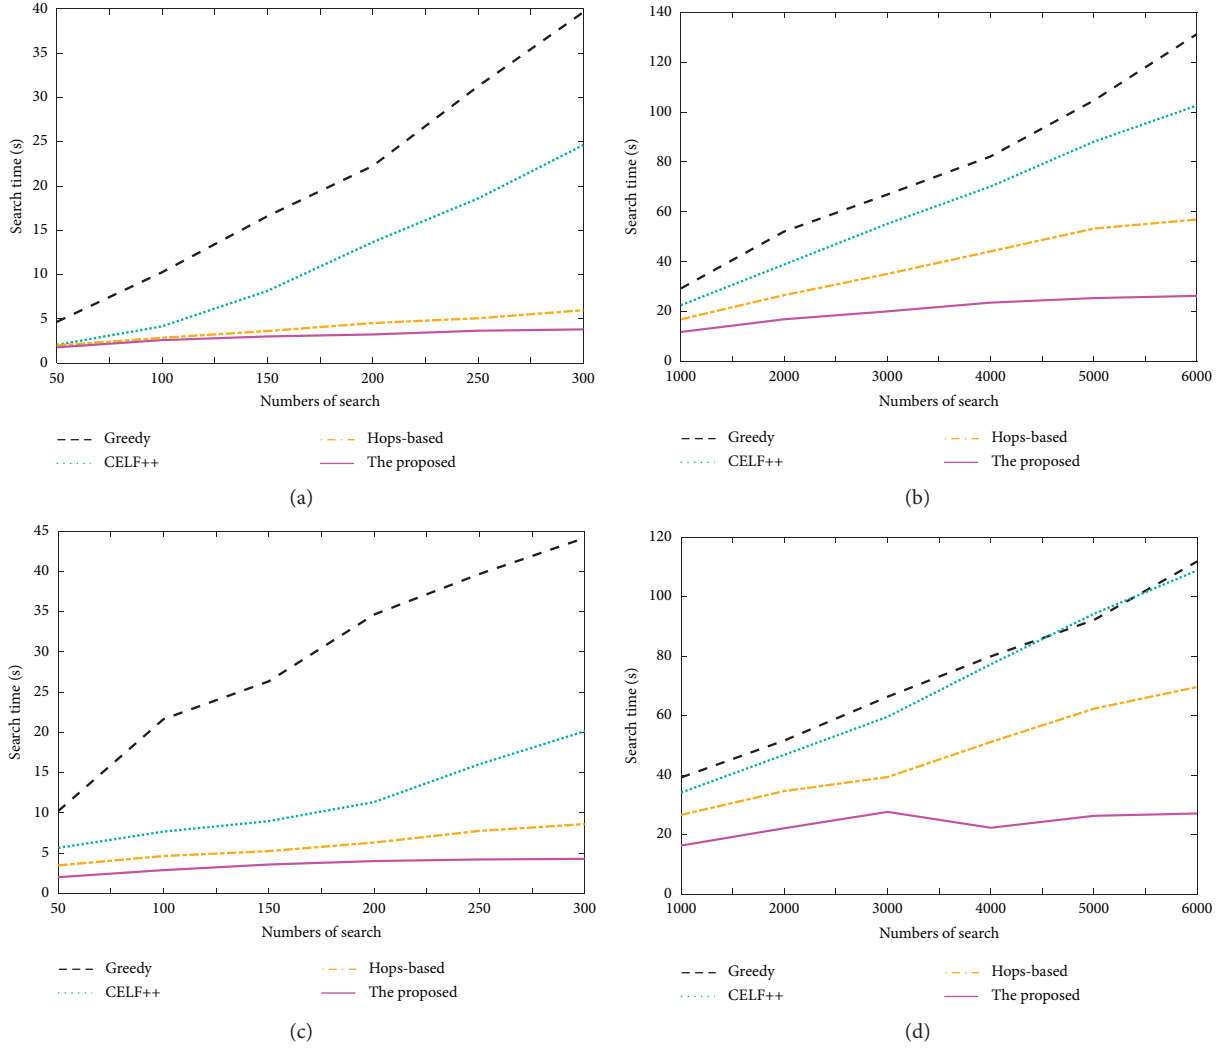 40
35
30
25
20
15
10
5
0
Search time (s)
50 100 150 200 250 300
Numbers of search
Greedy Hops-based
CELF++ The proposed
(a)
140
120
100
80
60
40
20
0
Search time (s)
1000 2000 3000 4000 5000 6000
Numbers of search
Greedy Hops-based
CELF++ The proposed
(b)
45
40
35
30
25
20
15
10
5
0
Search time (s)
50 100 150 200 250 300
Numbers of search
Greedy Hops-based
CELF++ The proposed
(c)
120
100
80
60
40
20
0
Search time (s)
1000 2000 3000 4000 5000 6000
Numbers of search
Greedy Hops-based
CELF++ The proposed
(d)